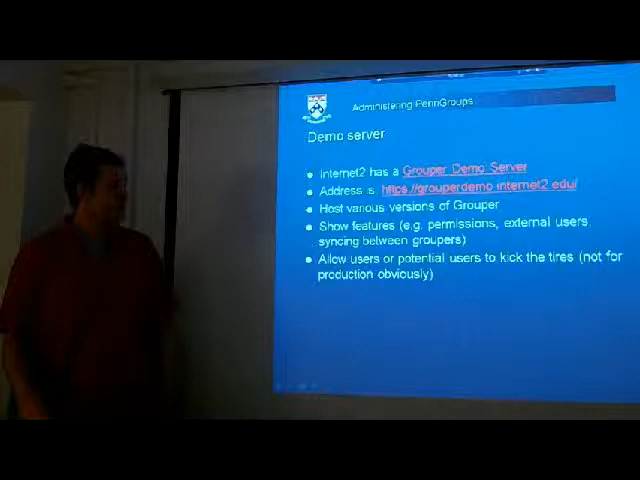 Administering PennGroups
Demo server
Internet2 has a Grouper Demo Server
Address is https://grouperdemo.internet2.edu/
Host various versions of Grouper
Show features (e.g. permissions, external users,
syncing between groupers)
Allow users or potential users to kick the tires (not for
production obviously)